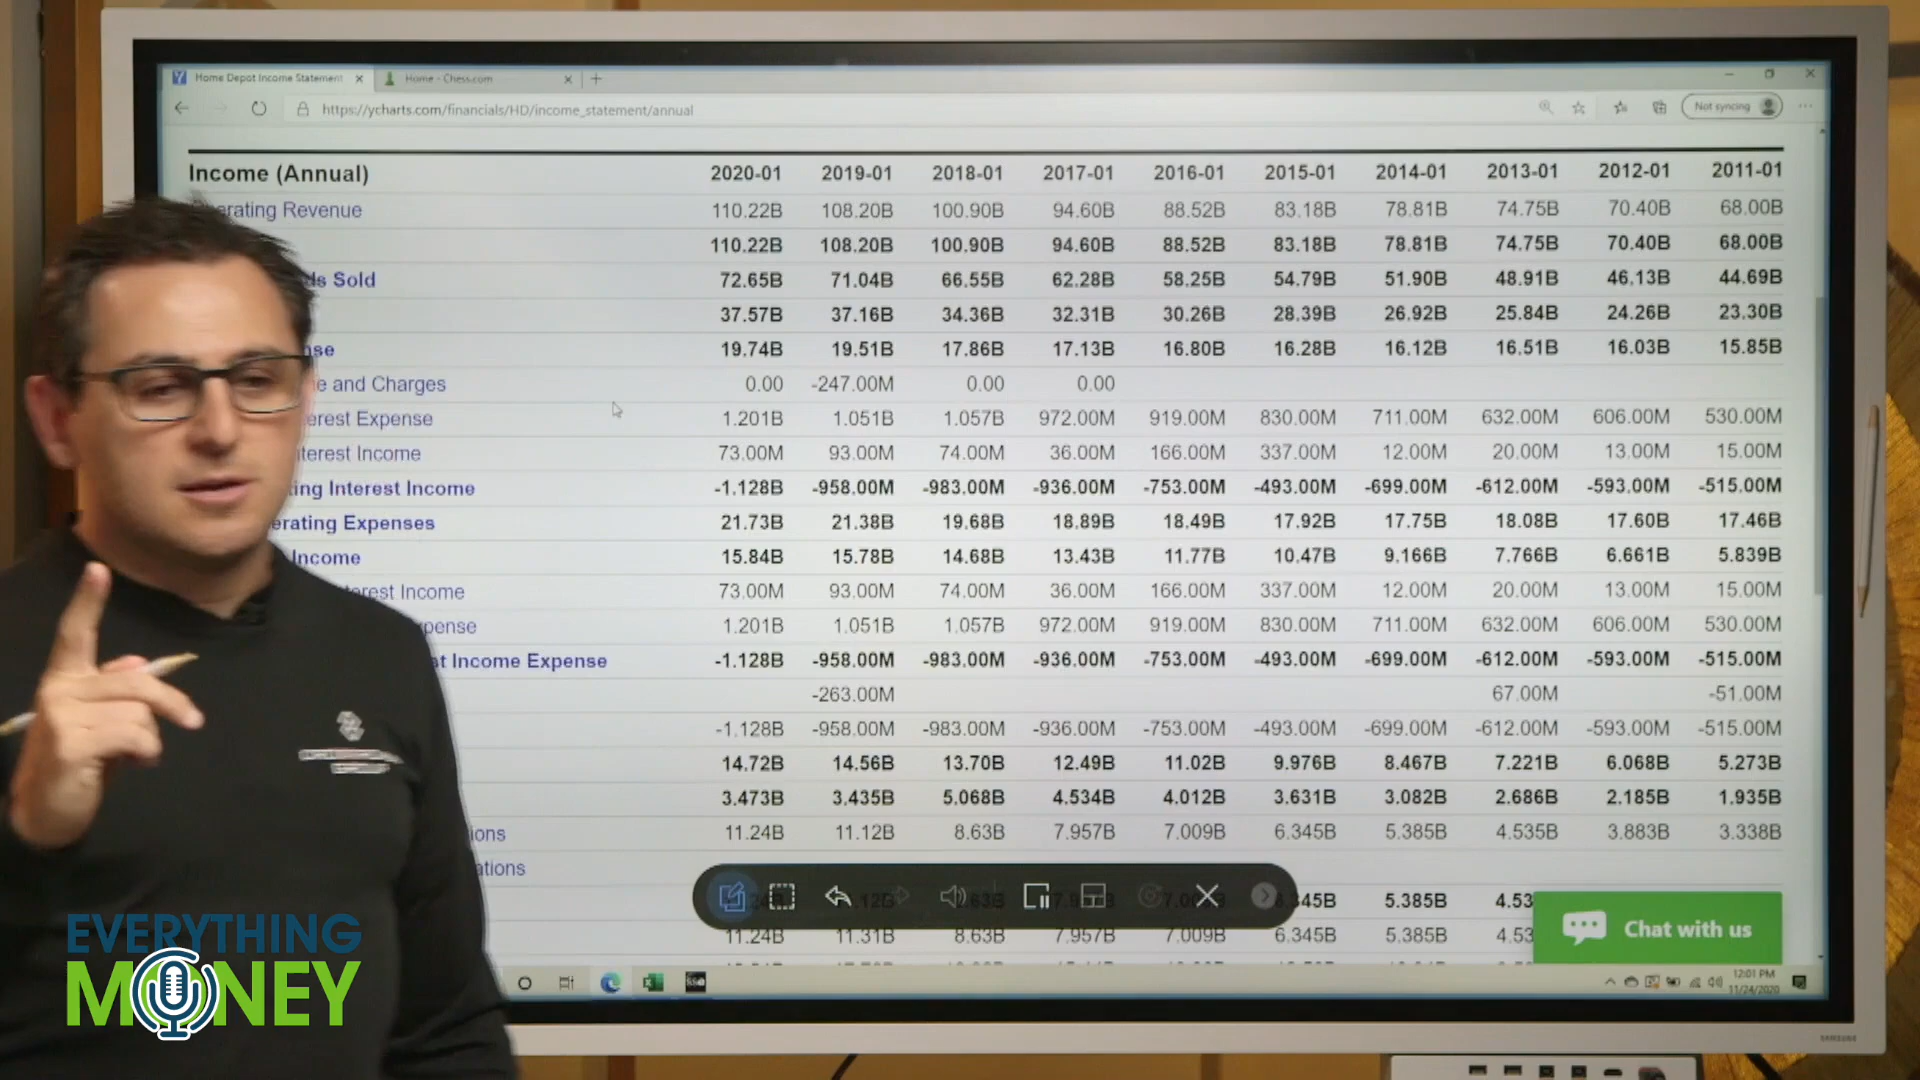 Home Depot Income Statement
Home - Chess.com
https://ycharts.com/financials/HD/income_statement/annual
Not syncing
Income (Annual) 2020-01 2019-01 2018-01 2017-01 2016-01 2015-01 2014-01 2013-01 2012-01 2011-01
erating Revenue 110.22B 108.20B 100.90B 94.60B 88.52B 83.18B 78.81B 74.75B 70.40B 68.00B
110.22B 108.20B 100.90B 94.60B 88.52B 83.18B 78.81B 74.75B 70.40B 68.00B
ds Sold 72.65B 71.04B 66.55B 62.28B 58.25B 54.79B 51.90B 48.91B 46.13B 44.69B
37.57B 37.16B 34.36B 32.31B 30.26B 28.39B 26.92B 25.84B 24.26B 23.30B
nse 19.74B 19.51B 17.86B 17.13B 16.80B 16.28B 16.12B 16.51B 16.03B 15.85B
e and Charges 0.00 -247.00M 0.00 0.00
erest Expense 1.201B 1.051B 1.057B 972.00M 919.00M 830.00M 711.00M 632.00M 606.00M 530.00M
nterest Income 73.00M 93.00M 74.00M 36.00M 166.00M 337.00M 12.00M 20.00M 13.00M 15.00M
ting Interest Income -1.128B -958.00M -983.00M -936.00M -753.00M -493.00M -699.00M -612.00M -593.00M -515.00M
erating Expenses 21.73B 21.38B 19.68B 18.89B 18.49B 17.92B 17.75B 18.08B 17.60B 17.46B
Income 15.84B 15.78B 14.68B 13.43B 11.77B 10.47B 9.166B 7.766B 6.661B 5.839B
terest Income 73.00M 93.00M 74.00M 36.00M 166.00M 337.00M 12.00M 20.00M 13.00M 15.00M
pense 1.201B 1.051B 1.057B 972.00M 919.00M 830.00M 711.00M 632.00M 606.00M 530.00M
st Income Expense -1.128B -958.00M -983.00M -936.00M -753.00M -493.00M -699.00M -612.00M -593.00M -515.00M
-263.00M 67.00M -51.00M
-1.128B -958.00M -983.00M -936.00M -753.00M -493.00M -699.00M -612.00M -593.00M -515.00M
14.72B 14.56B 13.70B 12.49B 11.02B 9.976B 8.467B 7.221B 6.068B 5.273B
3.473B 3.435B 5.068B 4.534B 4.012B 3.631B 3.082B 2.686B 2.185B 1.935B
ions 11.24B 11.12B 8.63B 7.957B 7.009B 6.345B 5.385B 4.535B 3.883B 3.338B
ations
345B 5.385B 4.53
11.24B 11.31B 8.63B 7.957B 7.009B 6.345B 5.385B 4.53
Chat with us
12:01 PM
11/24/2020
SAMSUNG
EVERYTHING
MONEY